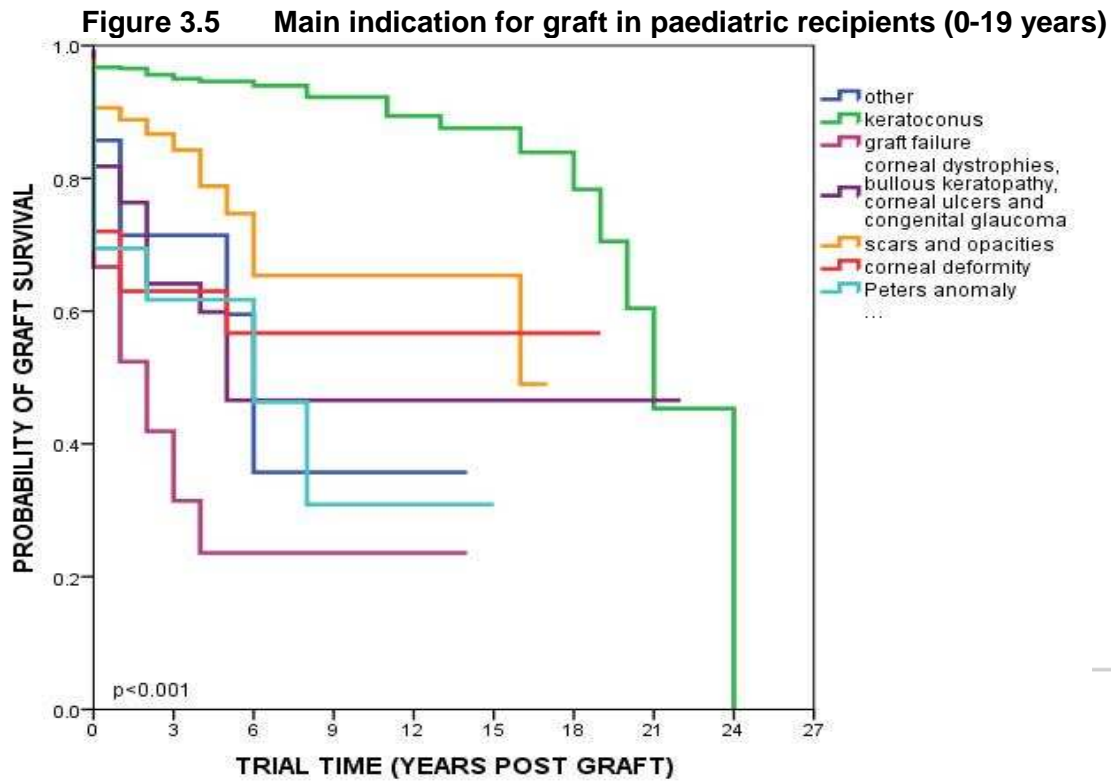 Figure 3.5 Main indication for graft in paediatric recipients (0-19 years)
PROBABILITY OF GRAFT SURVIVAL
1.0
0.8
0.6
0.4
0.2
0.0
p<0.001
0 3 6 9 12 15 18 21 24 27
TRIAL TIME (YEARS POST GRAFT)
other
keratoconus
graft failure
corneal dystrophies,
bullous keratopathy,
corneal ulcers and
congenital glaucoma
scars and opacities
corneal deformity
Peters anomaly
...